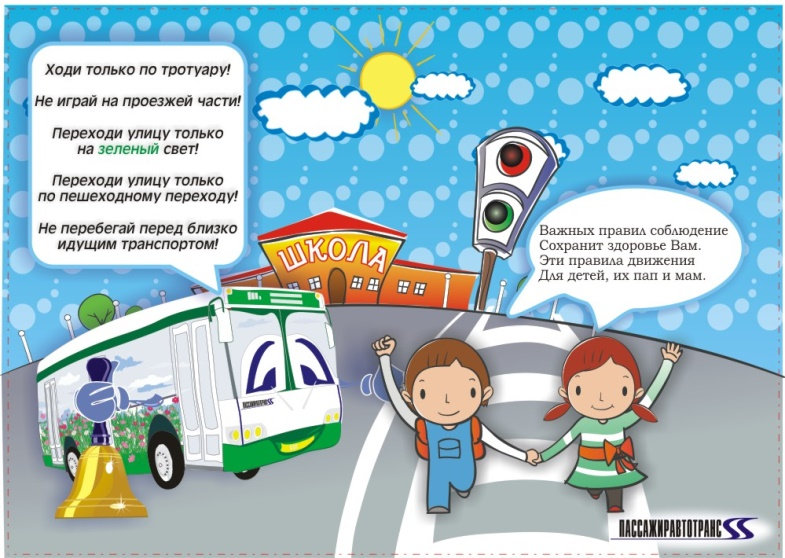 Ходи только по тротуару!
Не играй на проезжей части!
Переходи улицу только
на зеленый свет!
Переходи улицу только
по пешеходному переходу!
Не перебегай перед близко
идущим транспортом!
Важных правил соблюдение
Сохранит здоровье Вам.
Эти правила движения
Для детей, их пап и мам.
ШКОЛА
ПАССАЖИРАВТОТРАНС
ПАССАЖИРАВТОТРАНС